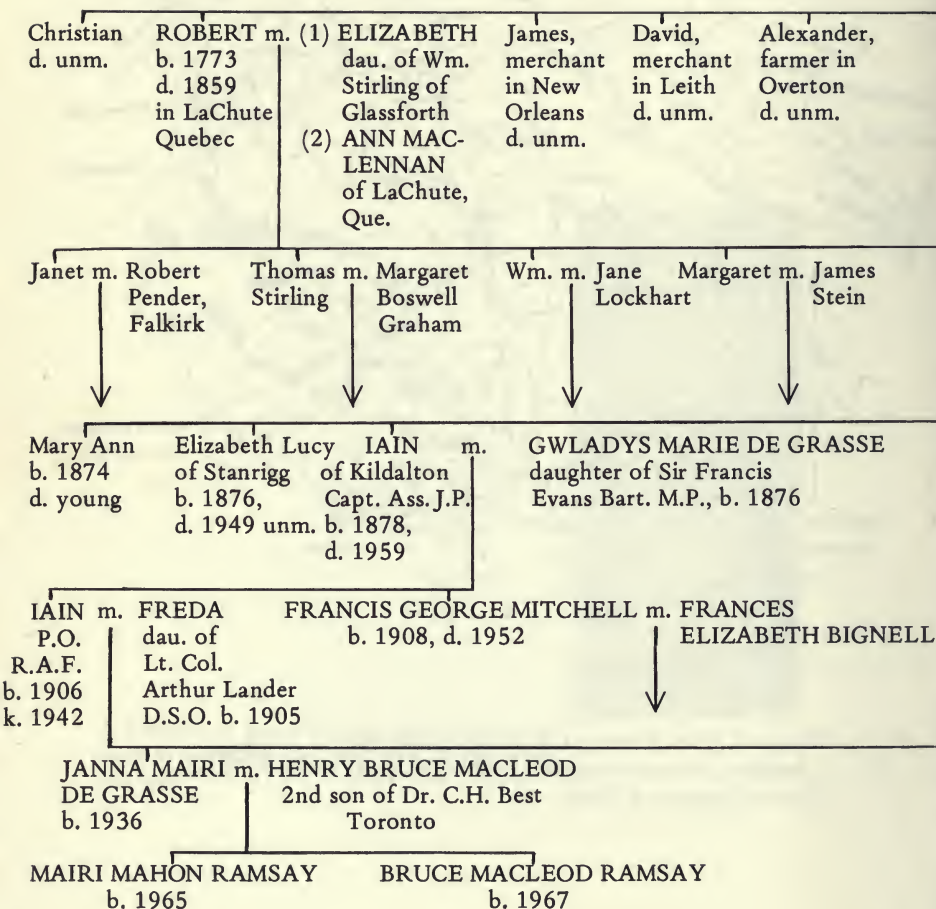 Christian
d. unm.
ROBERT m.
b. 1773
d. 1859
in LaChute
Quebec
(1) ELIZABETH
dau. of Wm.
Stirling of
Glassforth
(2) ANN MAC-
LENNAN
of LaChute,
Que.
James,
merchant
in New
Orleans
d. unm.
David,
merchant
in Leith
d. unm.
Alexander,
farmer in
Overton
d. unm.
Janet m. Robert
Pender,
Falkirk
Thomas m. Margaret
Stirling Boswell
Graham
Wm. m. Jane
Lockhart
Margaret m. James
Stein
Mary Ann
b. 1874
d. young
Elizabeth Lucy
of Stanrigg
b. 1876,
d. 1949 unm.
IAIN m.
of Kildalton
Capt. Ass. J.P.
b. 1878,
d. 1959
GWLADYS MARIE DE GRASSE
daughter of Sir Francis
Evans Bart. M.P., b. 1876
IAIN m.
P.O.
R.A.F.
b. 1906
k. 1942
FREDA
dau. of
Lt. Col.
Arthur Lander
D.S.O. b. 1905
FRANCIS GEORGE MITCHELL m. FRANCES
b. 1908, d. 1952 ELIZABETH BIGNELL
JANNA MAIRI m. HENRY BRUCE MACLEOD
DE GRASSE 2nd son of Dr. C.H. Best
b. 1936 Toronto
MAIRI MAHON RAMSAY
b. 1965
BRUCE MACLEOD RAMSAY
b. 1967